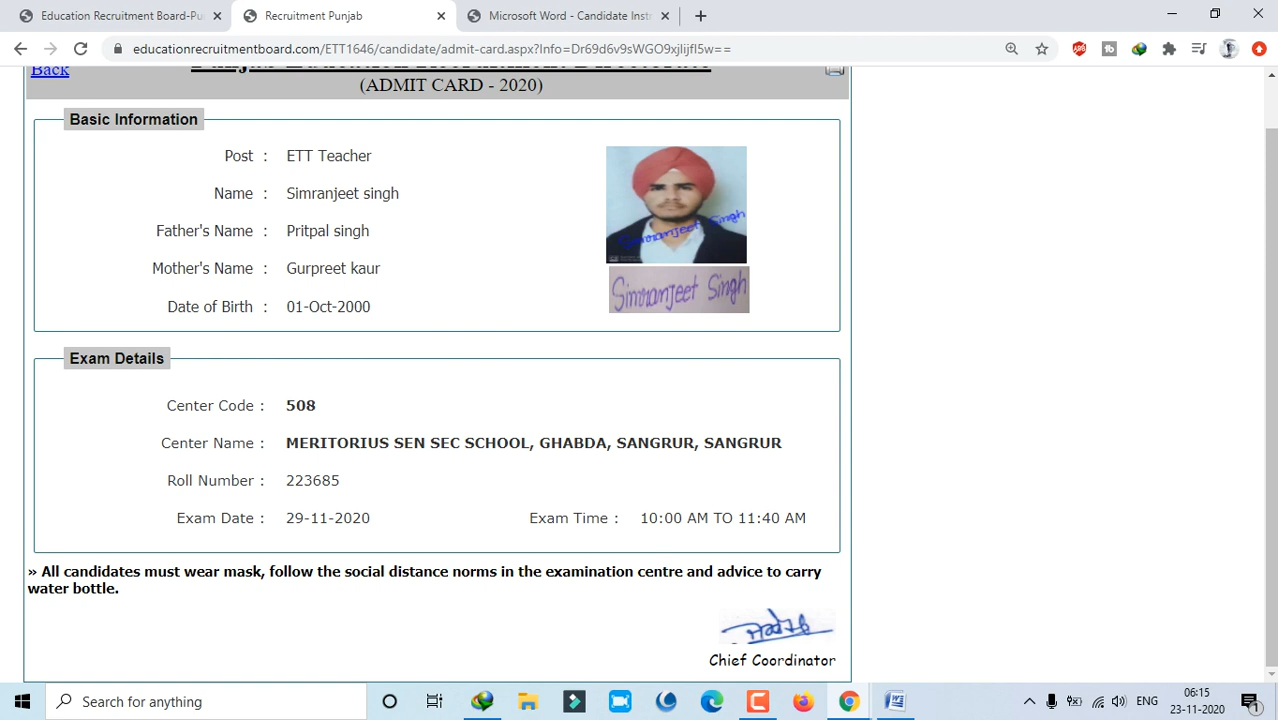 Education Recruitment Board-Pu
Recruitment Punjab
Microsoft Word - Candidate Instr
educationrecruitmentboard.com/ETT1646/candidate/admit-card.aspx?Info=Dr69d6v9sWGO9xjlijfl5w==
Back
(ADMIT CARD - 2020)
Basic Information
Post : ETT Teacher
Name : Simranjeet singh
Father's Name : Pritpal singh
Mother's Name : Gurpreet kaur
Date of Birth : 01-Oct-2000
Simranjeet Singh
Simranjeet Singh
Exam Details
Center Code : 508
Center Name : MERITORIUS SEN SEC SCHOOL, GHABDA, SANGRUR, SANGRUR
Roll Number : 223685
Exam Date : 29-11-2020 Exam Time : 10:00 AM TO 11:40 AM
» All candidates must wear mask, follow the social distance norms in the examination centre and advice to carry
water bottle.
Chief Coordinator
Search for anything
ENG
06:15
23-11-2020